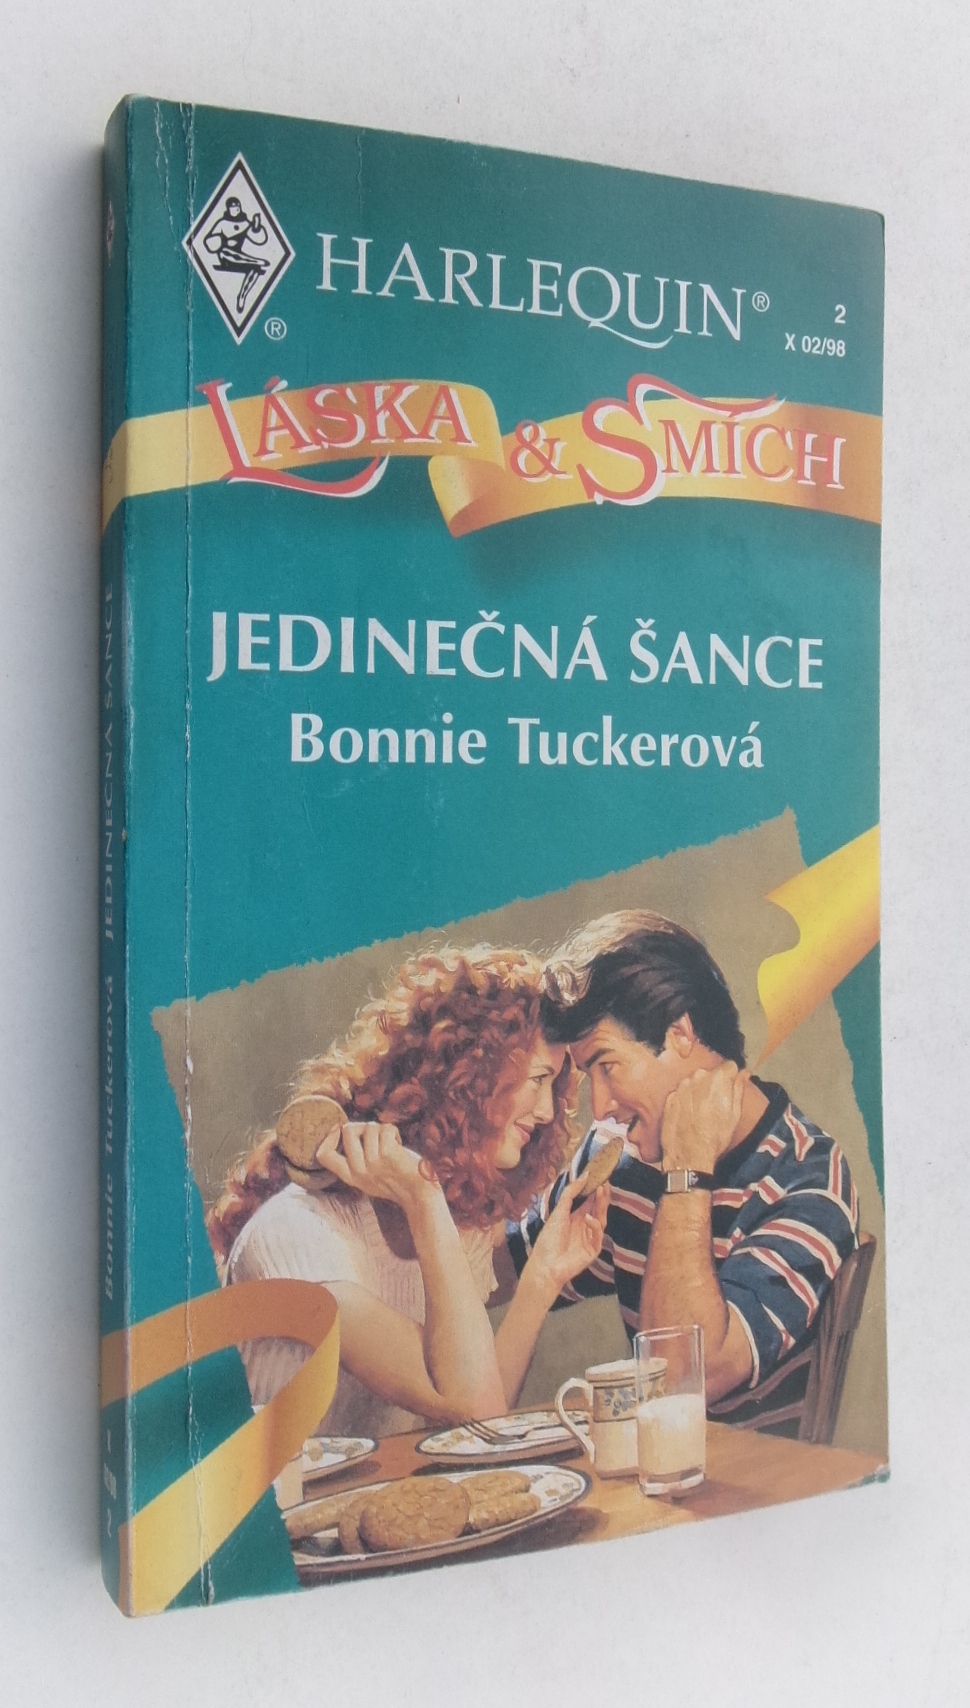 HARLEQUIN®
®
2
X 02/98
LÁSKA & SMÍCH
JEDINEČNÁ ŠANCE
Bonnie Tuckerová
Bonnie Tuckerová JEDINEČNÁ ŠANCE